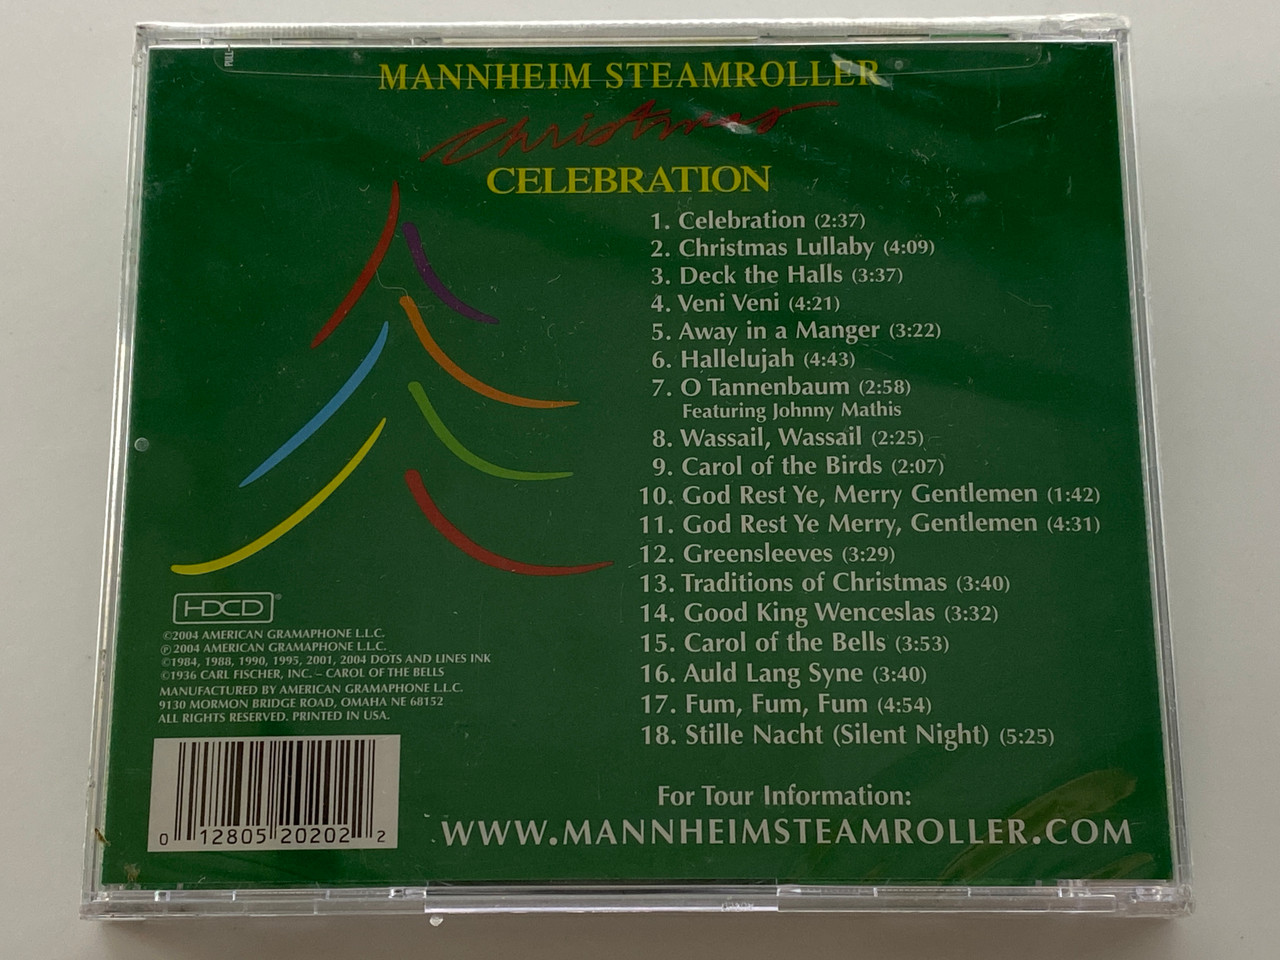 PULL-
MANNHEIM STEAMROLLER
Christmas
CELEBRATION
1. Celebration (2:37)
2. Christmas Lullaby (4:09)
3. Deck the Halls (3:37)
4. Veni Veni (4:21)
5. Away in a Manger (3:22)
6. Hallelujah (4:43)
7. O Tannenbaum (2:58)
Featuring Johnny Mathis
8. Wassail, Wassail (2:25)
9. Carol of the Birds (2:07)
10. God Rest Ye, Merry Gentlemen (1:42)
11. God Rest Ye Merry, Gentlemen (4:31)
12. Greensleeves (3:29)
13. Traditions of Christmas (3:40)
14. Good King Wenceslas (3:32)
15. Carol of the Bells (3:53)
16. Auld Lang Syne (3:40)
17. Fum, Fum, Fum (4:54)
18. Stille Nacht (Silent Night) (5:25)
HDCD®
©2004 AMERICAN GRAMAPHONE L.L.C.
℗2004 AMERICAN GRAMAPHONE L.L.C.
©1984, 1988, 1990, 1995, 2001, 2004 DOTS AND LINES INK
©1936 CARL FISCHER, INC. – CAROL OF THE BELLS
MANUFACTURED BY AMERICAN GRAMAPHONE L.L.C.
9130 MORMON BRIDGE ROAD, OMAHA NE 68152
ALL RIGHTS RESERVED. PRINTED IN USA.
0 12805 20202 2
For Tour Information:
WWW.MANNHEIMSTEAMROLLER.COM